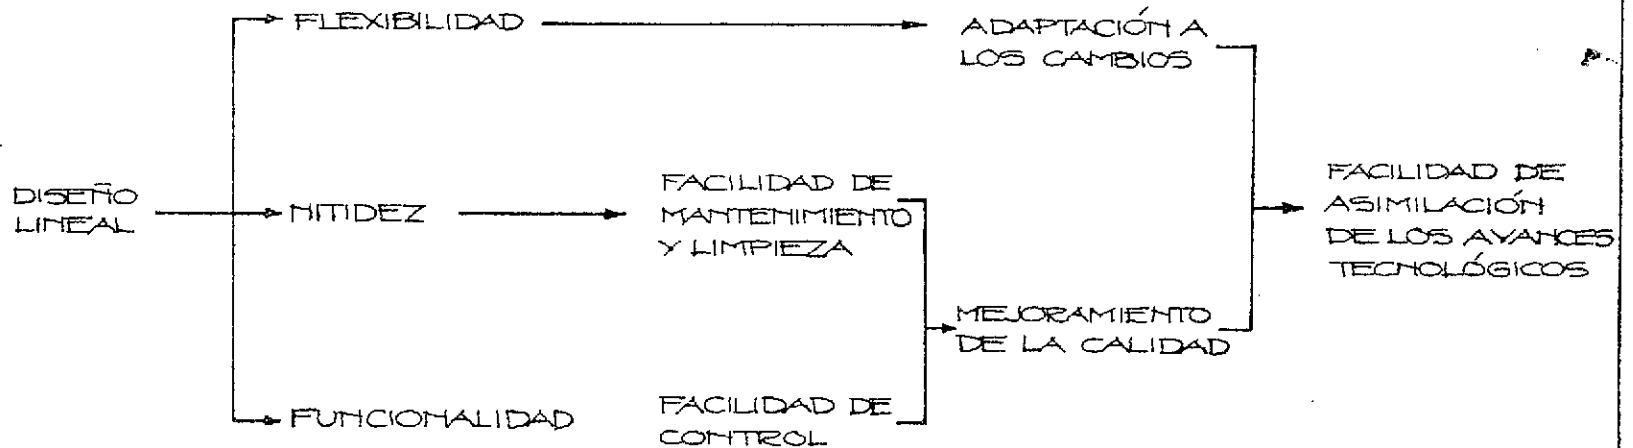 FLEXIBILIDAD
ADAPTACIÓN A
LOS CAMBIOS
DISEÑO
LINEAL
NITIDEZ
FACILIDAD DE
MANTENIMIENTO
Y LIMPIEZA
FACILIDAD DE
ASIMILACIÓN
DE LOS AVANCES
TECNOLÓGICOS
MEJORAMIENTO
DE LA CALIDAD
FUNCIONALIDAD
FACILIDAD DE
CONTROL